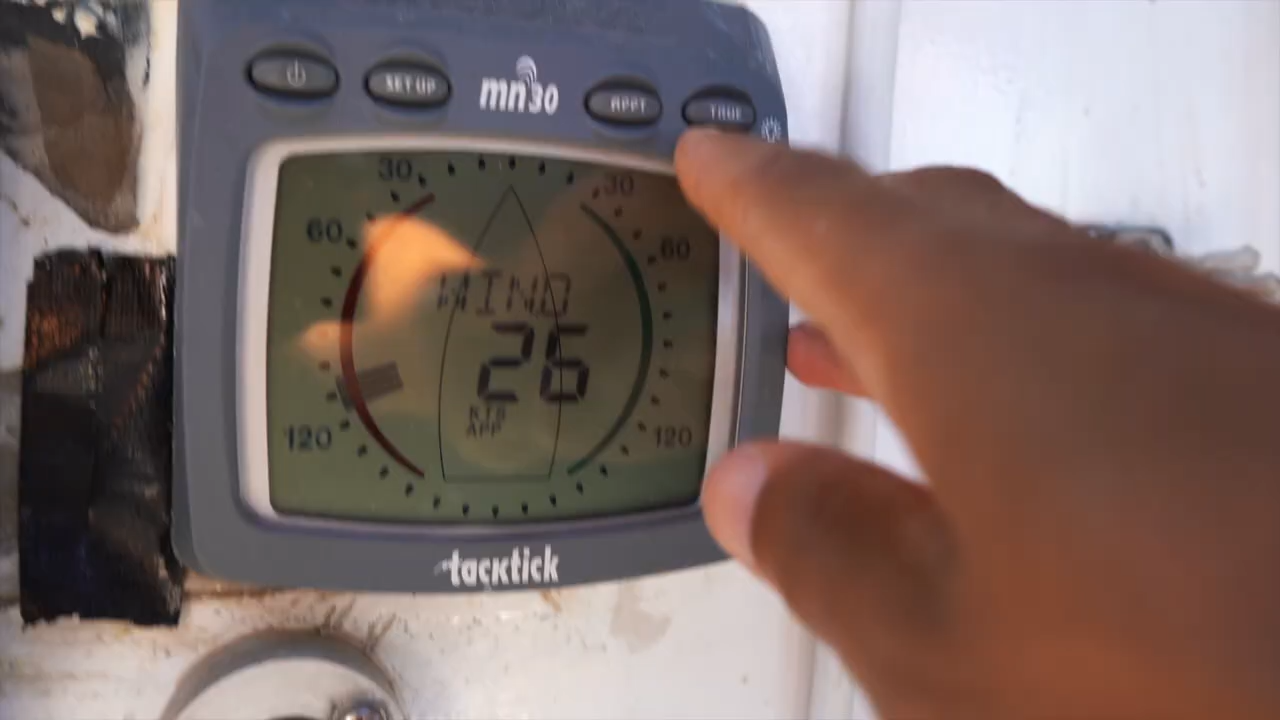 SET UP
mn30
APPT
TRUE
30
30
60
60
WIND
26
KTS
APP
120
120
tacktick